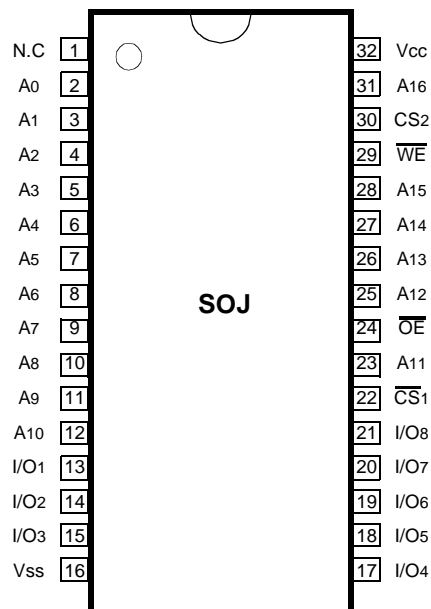 N.C 1 32 Vcc
A0 2 31 A16
A1 3 30 CS2
A2 4 29 W̅E̅
A3 5 28 A15
A4 6 27 A14
A5 7 26 A13
A6 8 25 A12
SOJ
A7 9 24 O̅E̅
A8 10 23 A11
A9 11 22 C̅S̅1
A10 12 21 I/O8
I/O1 13 20 I/O7
I/O2 14 19 I/O6
I/O3 15 18 I/O5
Vss 16 17 I/O4